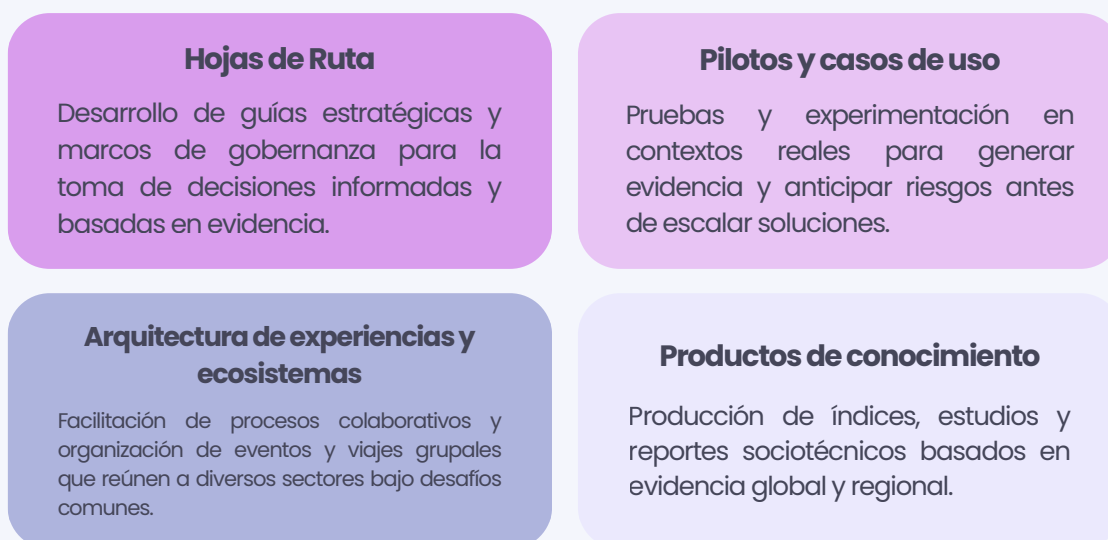 Hojas de Ruta
Desarrollo de guías estratégicas y
marcos de gobernanza para la
toma de decisiones informadas y
basadas en evidencia.
Pilotos y casos de uso
Pruebas y experimentación en
contextos reales para generar
evidencia y anticipar riesgos antes
de escalar soluciones.
Arquitectura de experiencias y
ecosistemas
Facilitación de procesos colaborativos y
organización de eventos y viajes grupales
que reúnen a diversos sectores bajo desafíos
comunes.
Productos de conocimiento
Producción de índices, estudios y
reportes sociotécnicos basados en
evidencia global y regional.